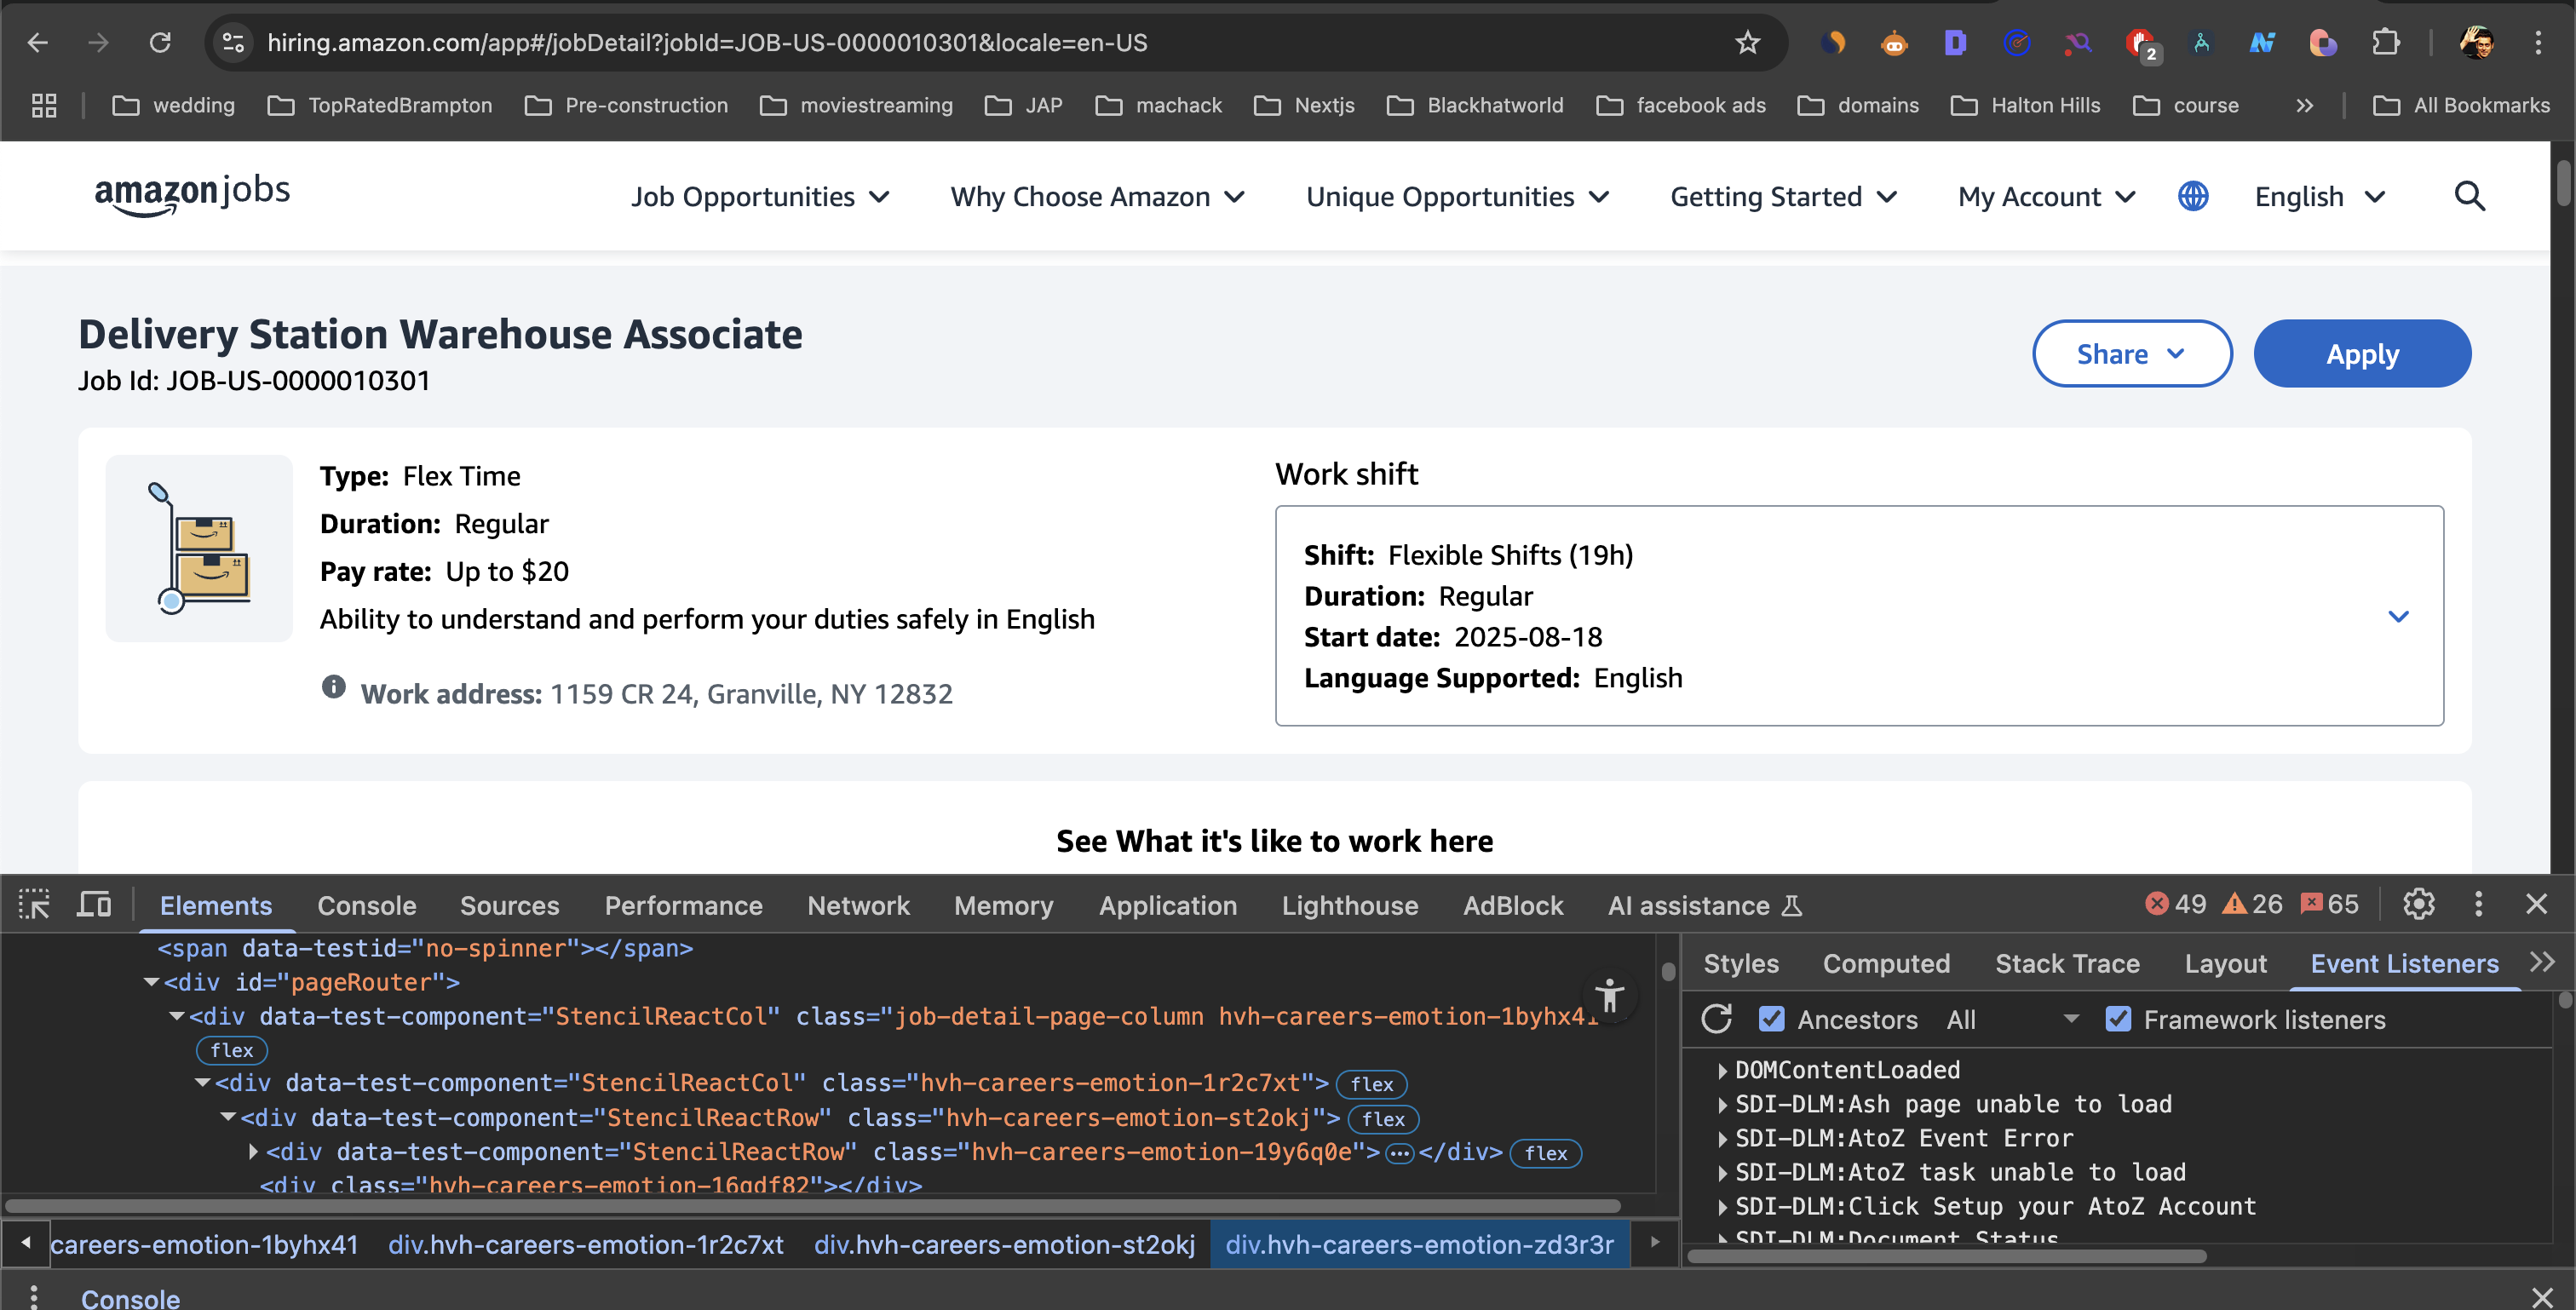 hiring.amazon.com/app#/jobDetail?jobId=JOB-US-0000010301&locale=en-US
2
wedding TopRatedBrampton Pre-construction moviestreaming JAP machack Nextjs Blackhatworld facebook ads domains Halton Hills course All Bookmarks
amazon jobs Job Opportunities Why Choose Amazon Unique Opportunities Getting Started My Account English
Delivery Station Warehouse Associate
Job Id: JOB-US-0000010301
Share Apply
Type: Flex Time
Duration: Regular
Pay rate: Up to $20
Ability to understand and perform your duties safely in English
Work address: 1159 CR 24, Granville, NY 12832
Work shift
Shift: Flexible Shifts (19h)
Duration: Regular
Start date: 2025-08-18
Language Supported: English
See What it's like to work here
Elements Console Sources Performance Network Memory Application Lighthouse AdBlock AI assistance 49 26 65
<span data-testid="no-spinner"></span>
<div id="pageRouter">
<div data-test-component="StencilReactCol" class="job-detail-page-column hvh-careers-emotion-1byhx41
flex
<div data-test-component="StencilReactCol" class="hvh-careers-emotion-1r2c7xt"> flex
<div data-test-component="StencilReactRow" class="hvh-careers-emotion-st2okj"> flex
<div data-test-component="StencilReactRow" class="hvh-careers-emotion-19y6q0e"> … </div> flex
<div class="hvh-careers-emotion-16gdf82"></div>
careers-emotion-1byhx41 div.hvh-careers-emotion-1r2c7xt div.hvh-careers-emotion-st2okj div.hvh-careers-emotion-zd3r3r
Styles Computed Stack Trace Layout Event Listeners
Ancestors All Framework listeners
DOMContentLoaded
SDI-DLM:Ash page unable to load
SDI-DLM:AtoZ Event Error
SDI-DLM:AtoZ task unable to load
SDI-DLM:Click Setup your AtoZ Account
SDI-DLM:Document Status
Console